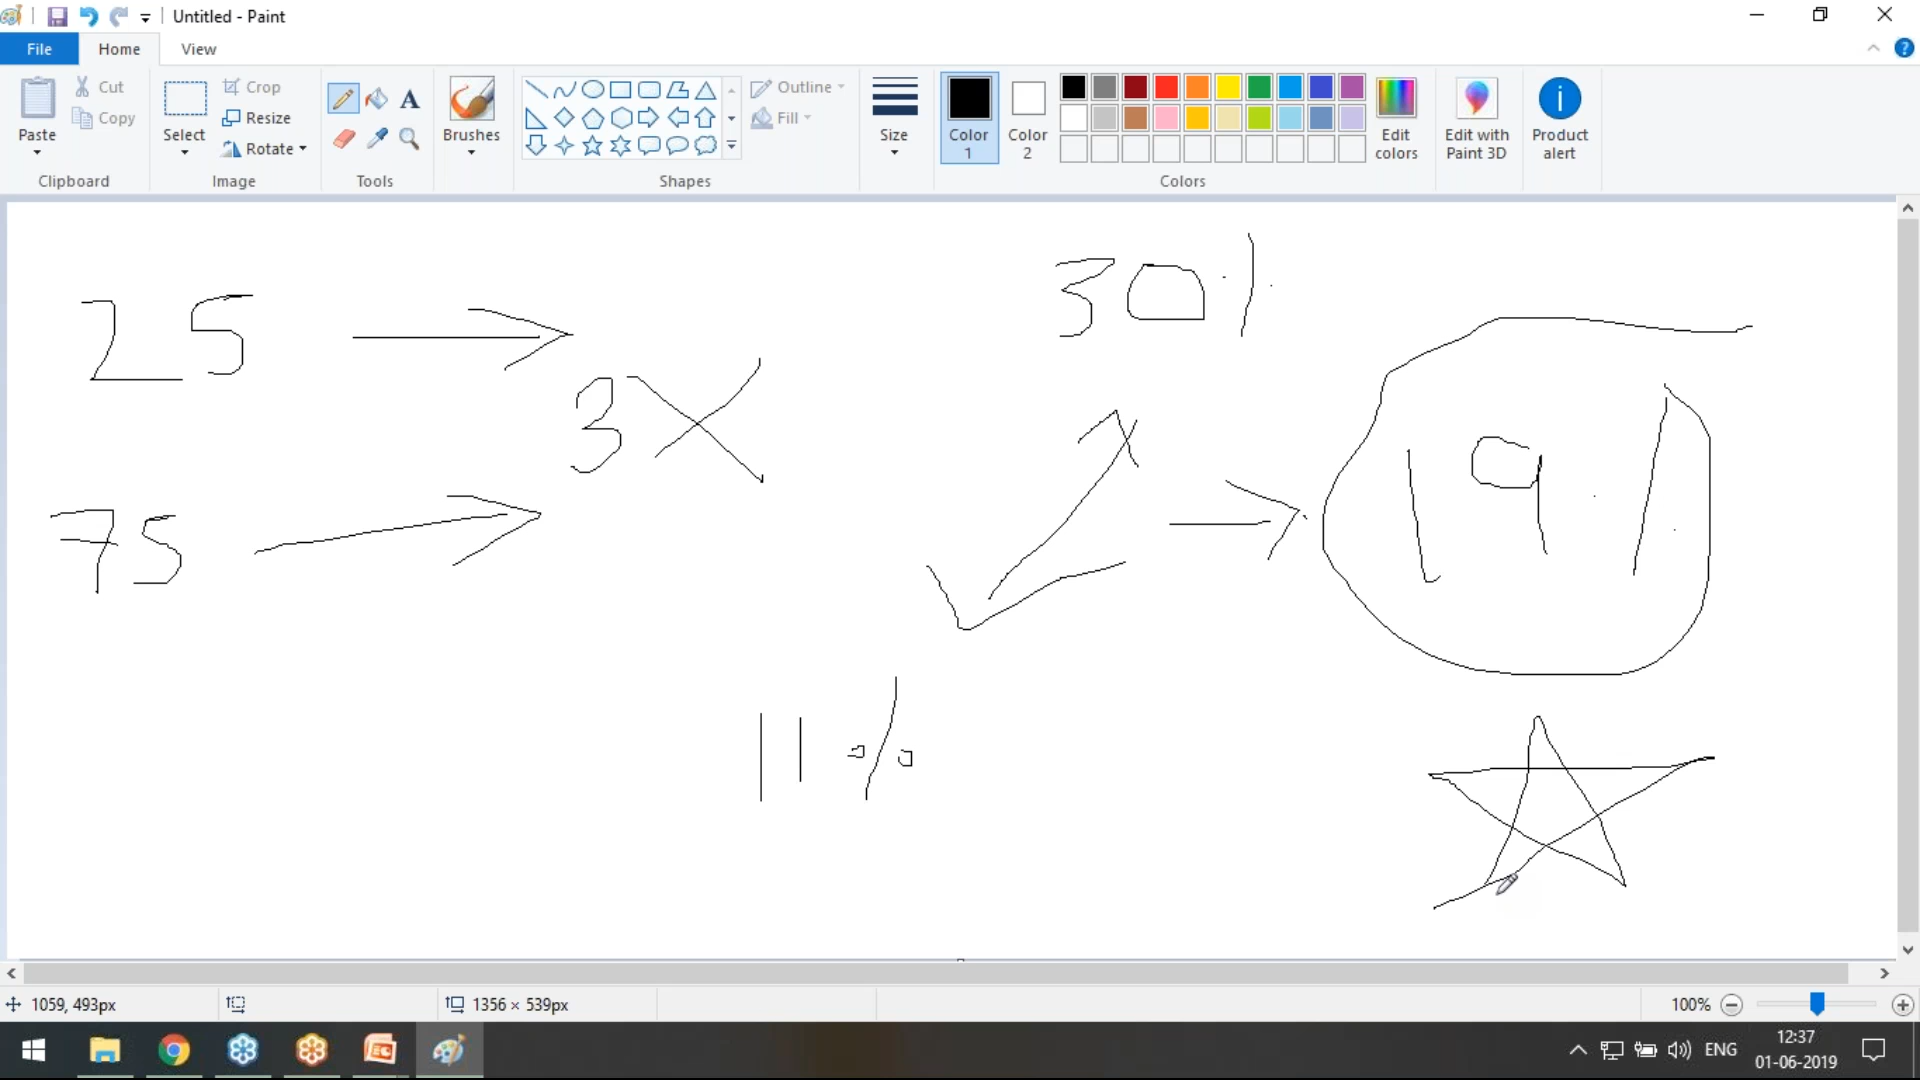 Untitled - Paint
File Home View
Paste
Cut
Copy
Clipboard
Select
Crop
Resize
Rotate
Image
Tools
Brushes
Shapes
Outline
Fill
Size
Color 1
Color 2
Colors
Edit colors
Edit with Paint 3D
Product alert
30%
25
3X
75
19%
11%
1059, 493px
1356 × 539px
100%
ENG
12:37
01-06-2019